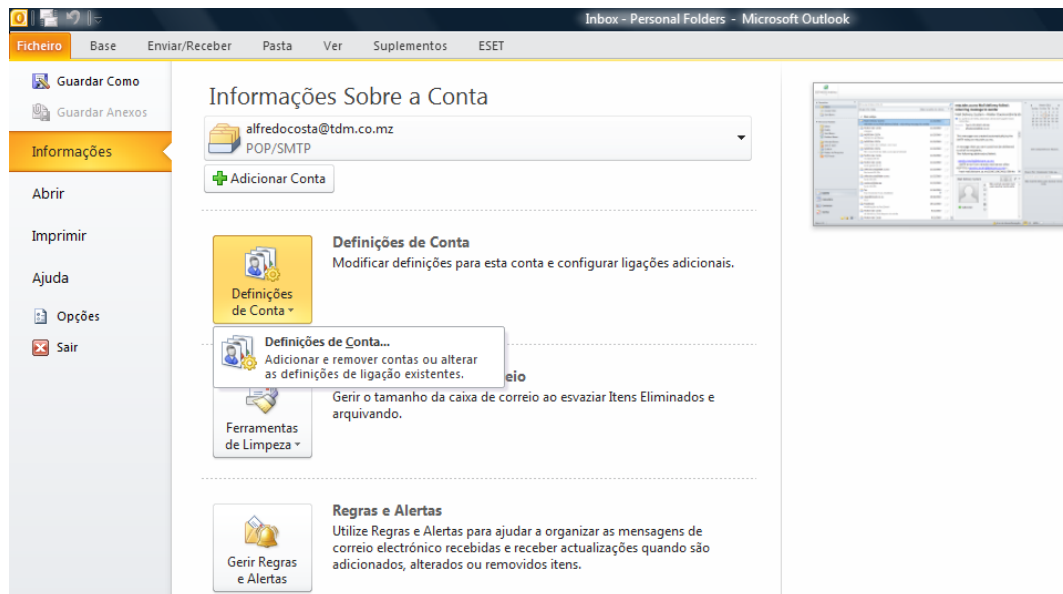 Inbox - Personal Folders - Microsoft Outlook
Ficheiro Base Enviar/Receber Pasta Ver Suplementos ESET
Guardar Como
Guardar Anexos
Informações
Abrir
Imprimir
Ajuda
Opções
Sair
Informações Sobre a Conta
alfredocosta@tdm.co.mz
POP/SMTP
Adicionar Conta
Definições
de Conta
Definições de Conta
Modificar definições para esta conta e configurar ligações adicionais.
Definições de Conta...
Adicionar e remover contas ou alterar
as definições de ligação existentes.
eio
Gerir o tamanho da caixa de correio ao esvaziar Itens Eliminados e
arquivando.
Ferramentas
de Limpeza
Gerir Regras
e Alertas
Regras e Alertas
Utilize Regras e Alertas para ajudar a organizar as mensagens de
correio electrónico recebidas e receber actualizações quando são
adicionados, alterados ou removidos itens.